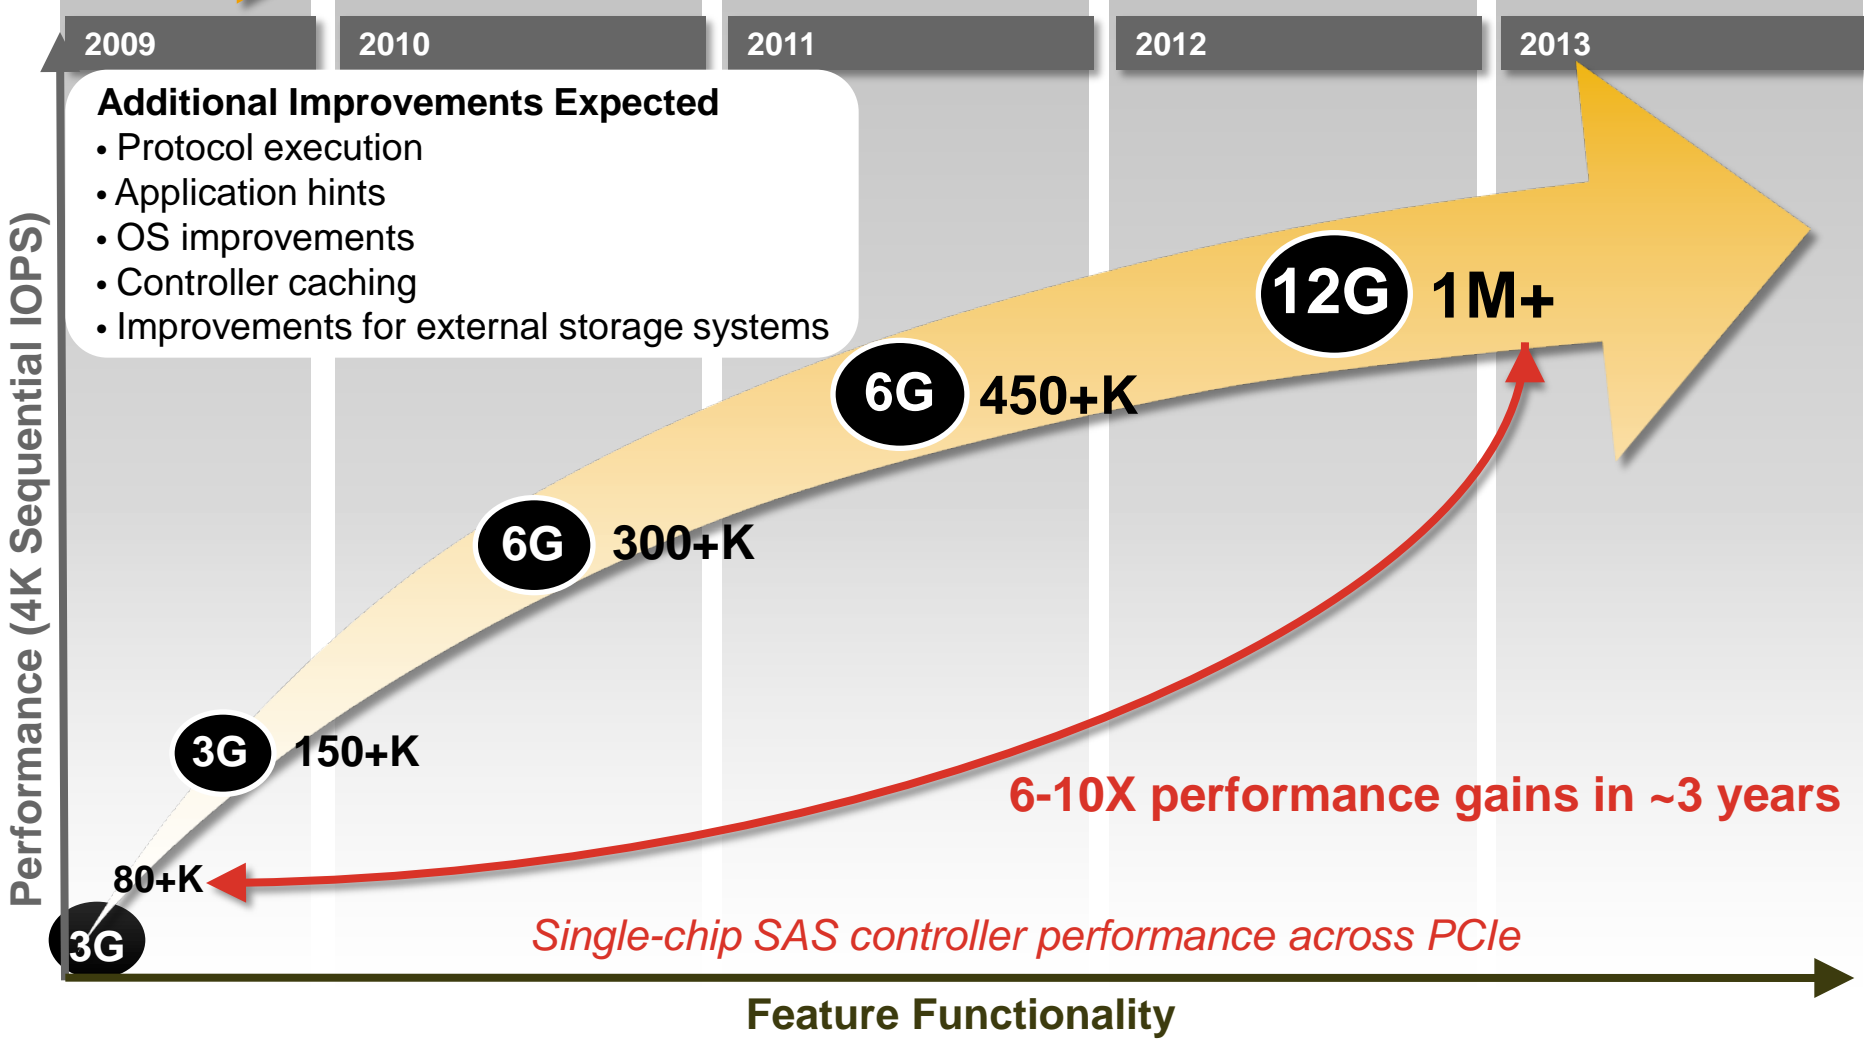 2009
2010
2011
2012
2013
Additional Improvements Expected
• Protocol execution
• Application hints
• OS improvements
• Controller caching
• Improvements for external storage systems
Performance (4K Sequential IOPS)
12G 1M+
6G 450+K
6G 300+K
3G 150+K
6-10X performance gains in ~3 years
80+K
3G
Single-chip SAS controller performance across PCIe
Feature Functionality